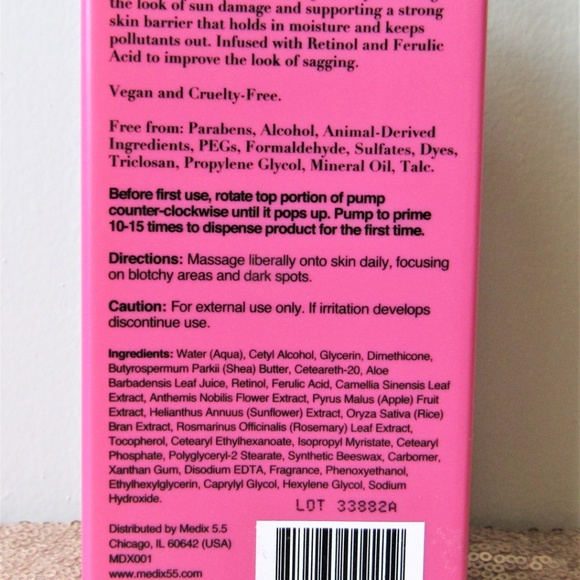 the look of sun damage and supporting a strong
skin barrier that holds in moisture and keeps
pollutants out. Infused with Retinol and Ferulic
Acid to improve the look of sagging.
Vegan and Cruelty-Free.
Free from: Parabens, Alcohol, Animal-Derived
Ingredients, PEGs, Formaldehyde, Sulfates, Dyes,
Triclosan, Propylene Glycol, Mineral Oil, Talc.
Before first use, rotate top portion of pump
counter-clockwise until it pops up. Pump to prime
10-15 times to dispense product for the first time.
Directions: Massage liberally onto skin daily, focusing
on blotchy areas and dark spots.
Caution: For external use only. If irritation develops
discontinue use.
Ingredients: Water (Aqua), Cetyl Alcohol, Glycerin, Dimethicone,
Butyrospermum Parkii (Shea) Butter, Ceteareth-20, Aloe
Barbadensis Leaf Juice, Retinol, Ferulic Acid, Camellia Sinensis Leaf
Extract, Anthemis Nobilis Flower Extract, Pyrus Malus (Apple) Fruit
Extract, Helianthus Annuus (Sunflower) Extract, Oryza Sativa (Rice)
Bran Extract, Rosmarinus Officinalis (Rosemary) Leaf Extract,
Tocopherol, Cetearyl Ethylhexanoate, Isopropyl Myristate, Cetearyl
Phosphate, Polyglyceryl-2 Stearate, Synthetic Beeswax, Carbomer,
Xanthan Gum, Disodium EDTA, Fragrance, Phenoxyethanol,
Ethylhexylglycerin, Caprylyl Glycol, Hexylene Glycol, Sodium
Hydroxide.
LOT 33882A
Distributed by Medix 5.5
Chicago, IL 60642 (USA)
MDX001
www.medix55.com